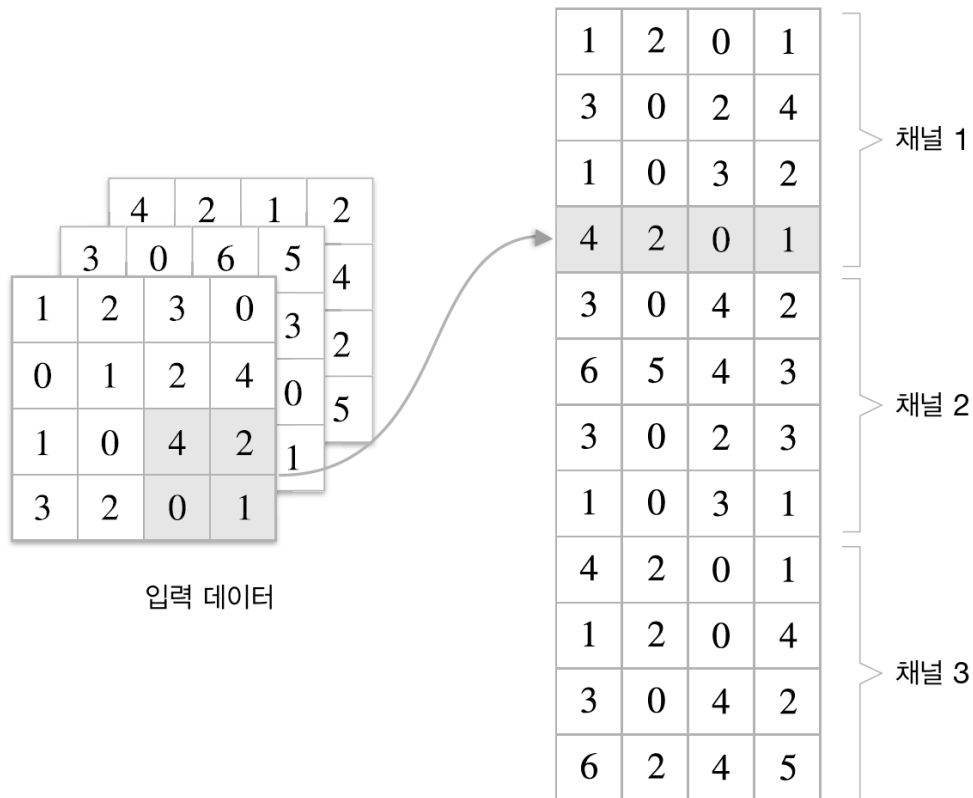 4 2 1 2
4
2
5
3 0 6 5
3
0
1
1 2 3 0
0 1 2 4
1 0 4 2
3 2 0 1
입력 데이터
1 2 0 1
3 0 2 4
1 0 3 2
4 2 0 1
채널 1
3 0 4 2
6 5 4 3
3 0 2 3
1 0 3 1
채널 2
4 2 0 1
1 2 0 4
3 0 4 2
6 2 4 5
채널 3